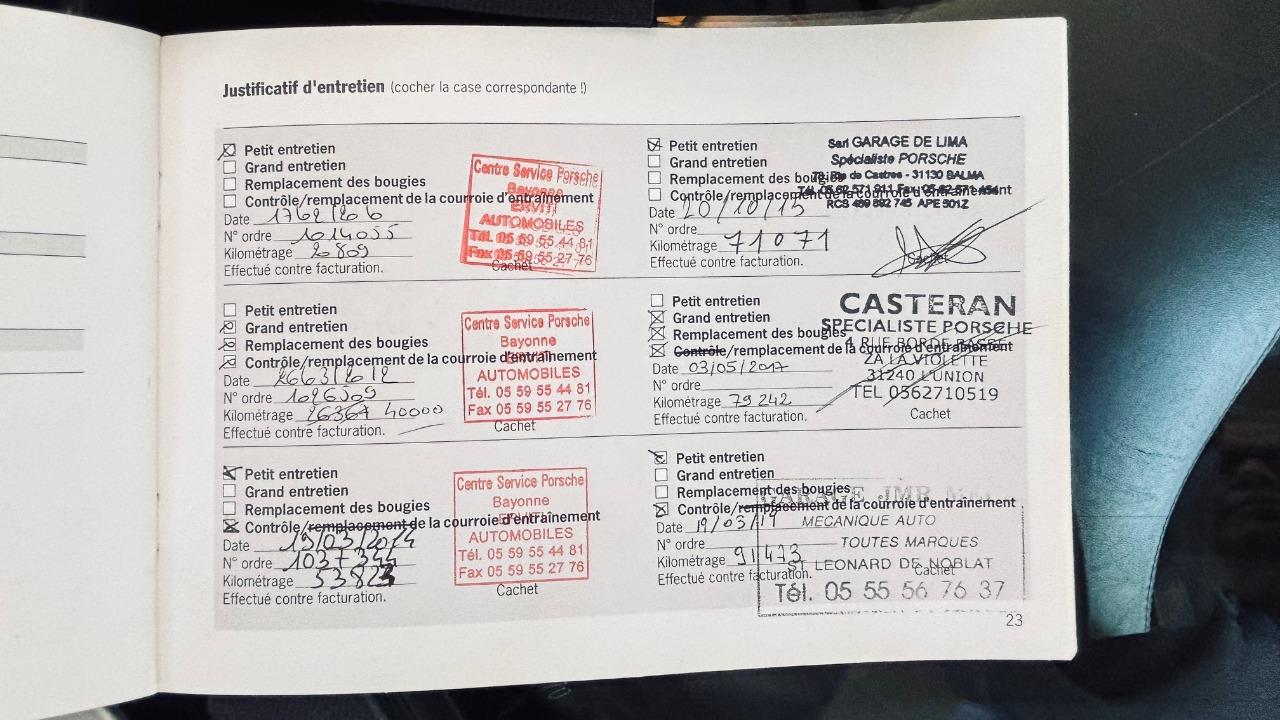 Justificatif d'entretien (cocher la case correspondante !)
Petit entretien
Grand entretien
Remplacement des bougies
Contrôle/remplacement de la courroie d'entraînement
Date
N° ordre 1014055
Kilométrage
Effectué contre facturation.
Centre Service Porsche
Bayonne
AUTOMOBILES
Tél. 05 59 55 44 81
Fax 05 59 55 27 76
Cachet
Petit entretien
Grand entretien
Remplacement des bougies
Contrôle/remplacement de la courroie d'entraînement
Date
N° ordre
Kilométrage 40000
Effectué contre facturation.
Centre Service Porsche
Bayonne
AUTOMOBILES
Tél. 05 59 55 44 81
Fax 05 59 55 27 76
Cachet
Petit entretien
Grand entretien
Remplacement des bougies
Contrôle/remplacement de la courroie d'entraînement
Date
N° ordre 1037344
Kilométrage
Effectué contre facturation.
Centre Service Porsche
Bayonne
AUTOMOBILES
Tél. 05 59 55 44 81
Fax 05 59 55 27 76
Cachet
Petit entretien
Grand entretien
Remplacement des bougies
Contrôle/remplacement de la courroie d'entraînement
Date 20/10/15
N° ordre
Kilométrage 71071
Effectué contre facturation.
Sarl GARAGE DE LIMA
Spécialiste PORSCHE
de Castres - 31130 BALMA
RCS 489 892 745 APE 501Z
Cachet
Petit entretien
Grand entretien
Remplacement des bougies
Contrôle/remplacement de la courroie d'entraînement
Date 03/05/2017
N° ordre
Kilométrage 79242
Effectué contre facturation.
CASTERAN
SPECIALISTE PORSCHE
4 RUE BORDE BASSE
ZA LA VIOLETTE
31240 L'UNION
TEL 0562710519
Cachet
Petit entretien
Grand entretien
Remplacement des bougies
Contrôle/remplacement de la courroie d'entraînement
Date 19/03/19
N° ordre
Kilométrage 91473
Effectué contre facturation.
GARAGE JMR
MECANIQUE AUTO
TOUTES MARQUES
ST LEONARD DE NOBLAT
Tél. 05 55 56 76 37
Cachet
23